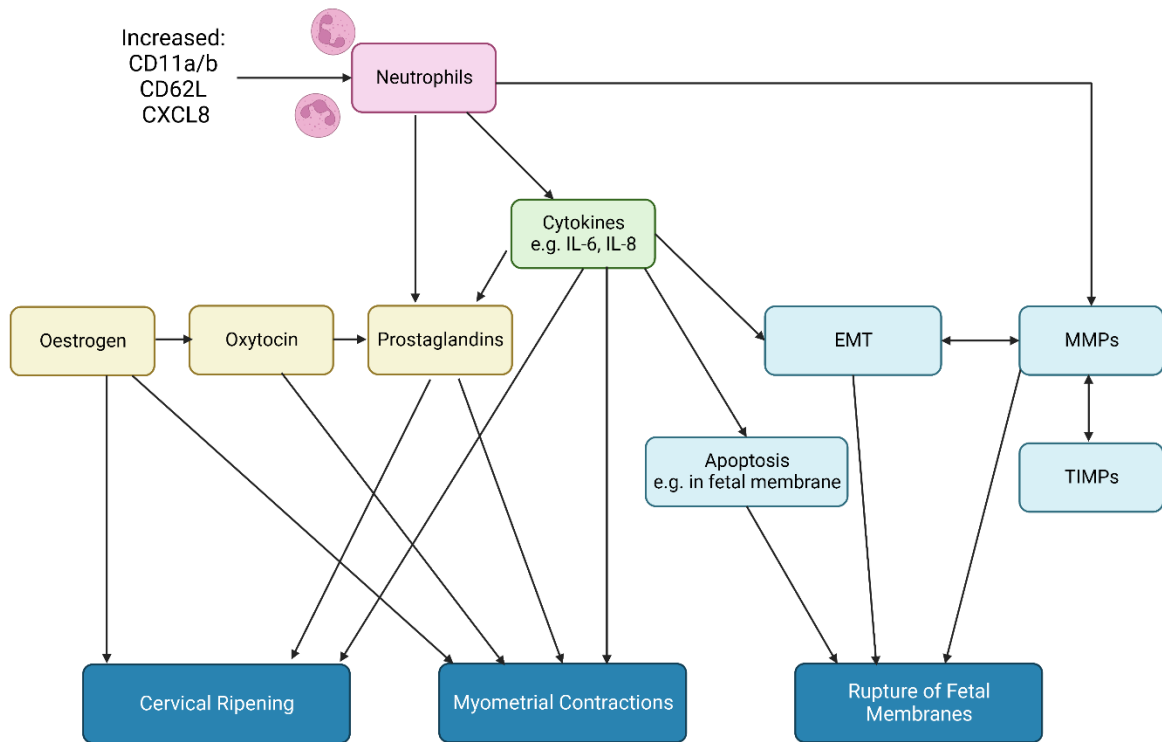 Increased:
CD11a/b
CD62L
CXCL8
Neutrophils
Cytokines
e.g. IL-6, IL-8
Oestrogen
Oxytocin
Prostaglandins
EMT
MMPs
Apoptosis
e.g. in fetal membrane
TIMPs
Cervical Ripening
Myometrial Contractions
Rupture of Fetal
Membranes